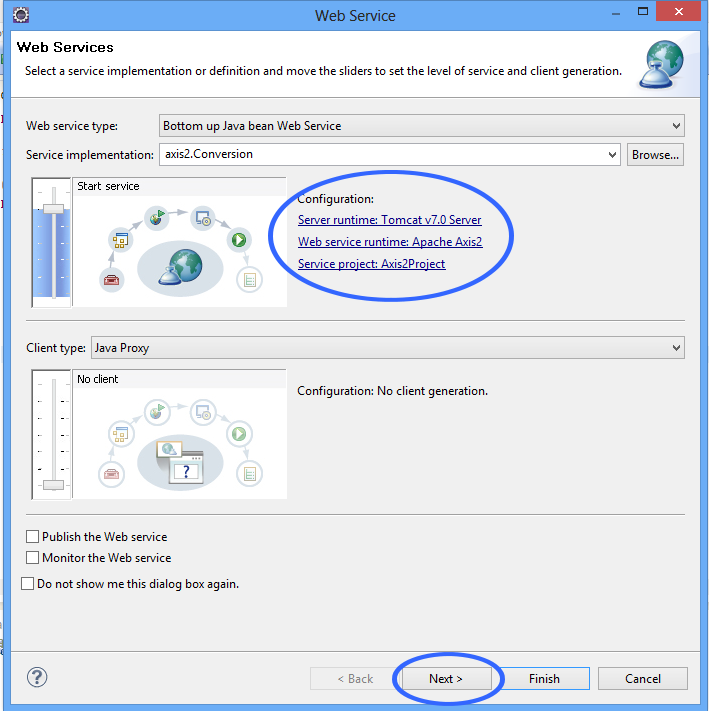 Web Service
Web Services
Select a service implementation or definition and move the sliders to set the level of service and client generation.
Web service type: Bottom up Java bean Web Service
Service implementation: axis2.Conversion Browse...
Start service
Configuration:
Server runtime: Tomcat v7.0 Server
Web service runtime: Apache Axis2
Service project: Axis2Project
Client type: Java Proxy
No client
Configuration: No client generation.
?
Publish the Web service
Monitor the Web service
Do not show me this dialog box again.
? < Back Next > Finish Cancel